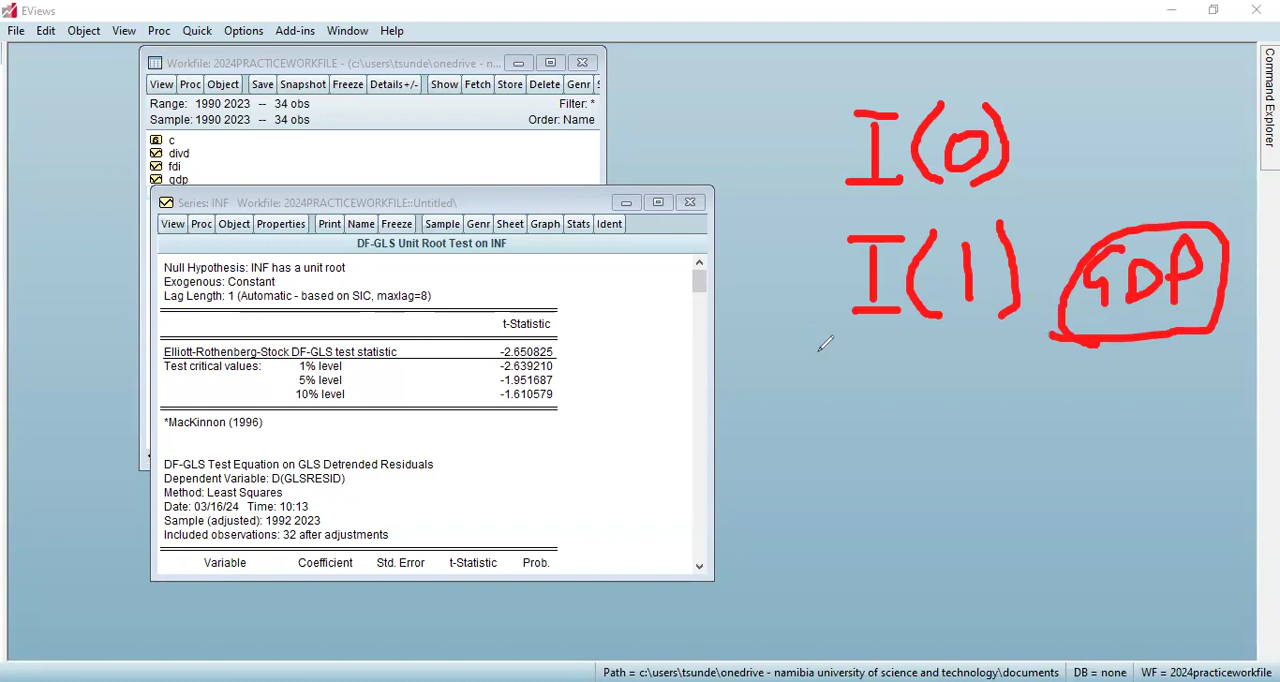 EViews
File Edit Object View Proc Quick Options Add-ins Window Help
Command Explorer
Workfile: 2024PRACTICEWORKFILE - (c:\users\tsunde\onedrive - n...
View Proc Object Save Snapshot Freeze Details+/- Show Fetch Store Delete Genr S
Range: 1990 2023 -- 34 obs Filter: *
Sample: 1990 2023 -- 34 obs Order: Name
c
divd
fdi
gdp
Series: INF Workfile: 2024PRACTICEWORKFILE::Untitled\
View Proc Object Properties Print Name Freeze Sample Genr Sheet Graph Stats Ident
DF-GLS Unit Root Test on INF
Null Hypothesis: INF has a unit root
Exogenous: Constant
Lag Length: 1 (Automatic - based on SIC, maxlag=8)
t-Statistic
Elliott-Rothenberg-Stock DF-GLS test statistic -2.650825
Test critical values: 1% level -2.639210
5% level -1.951687
10% level -1.610579
*MacKinnon (1996)
DF-GLS Test Equation on GLS Detrended Residuals
Dependent Variable: D(GLSRESID)
Method: Least Squares
Date: 03/16/24 Time: 10:13
Sample (adjusted): 1992 2023
Included observations: 32 after adjustments
Variable Coefficient Std. Error t-Statistic Prob.
I(0)
I(1) GDP
Path = c:\users\tsunde\onedrive - namibia university of science and technology\documents DB = none WF = 2024practiceworkfile